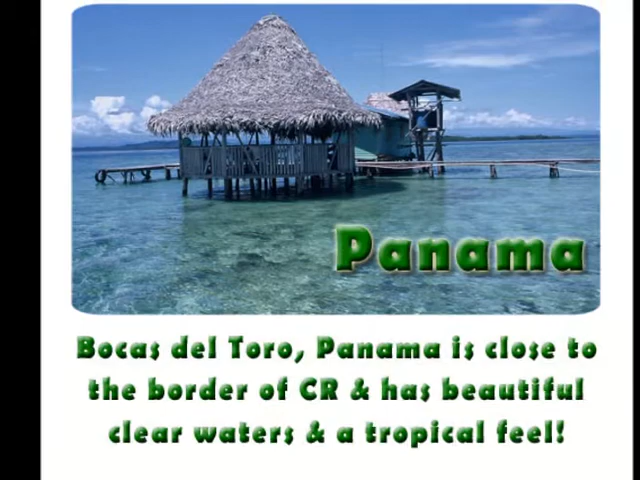 Panama
Bocas del Toro, Panama is close to
the border of CR & has beautiful
clear waters & a tropical feel!